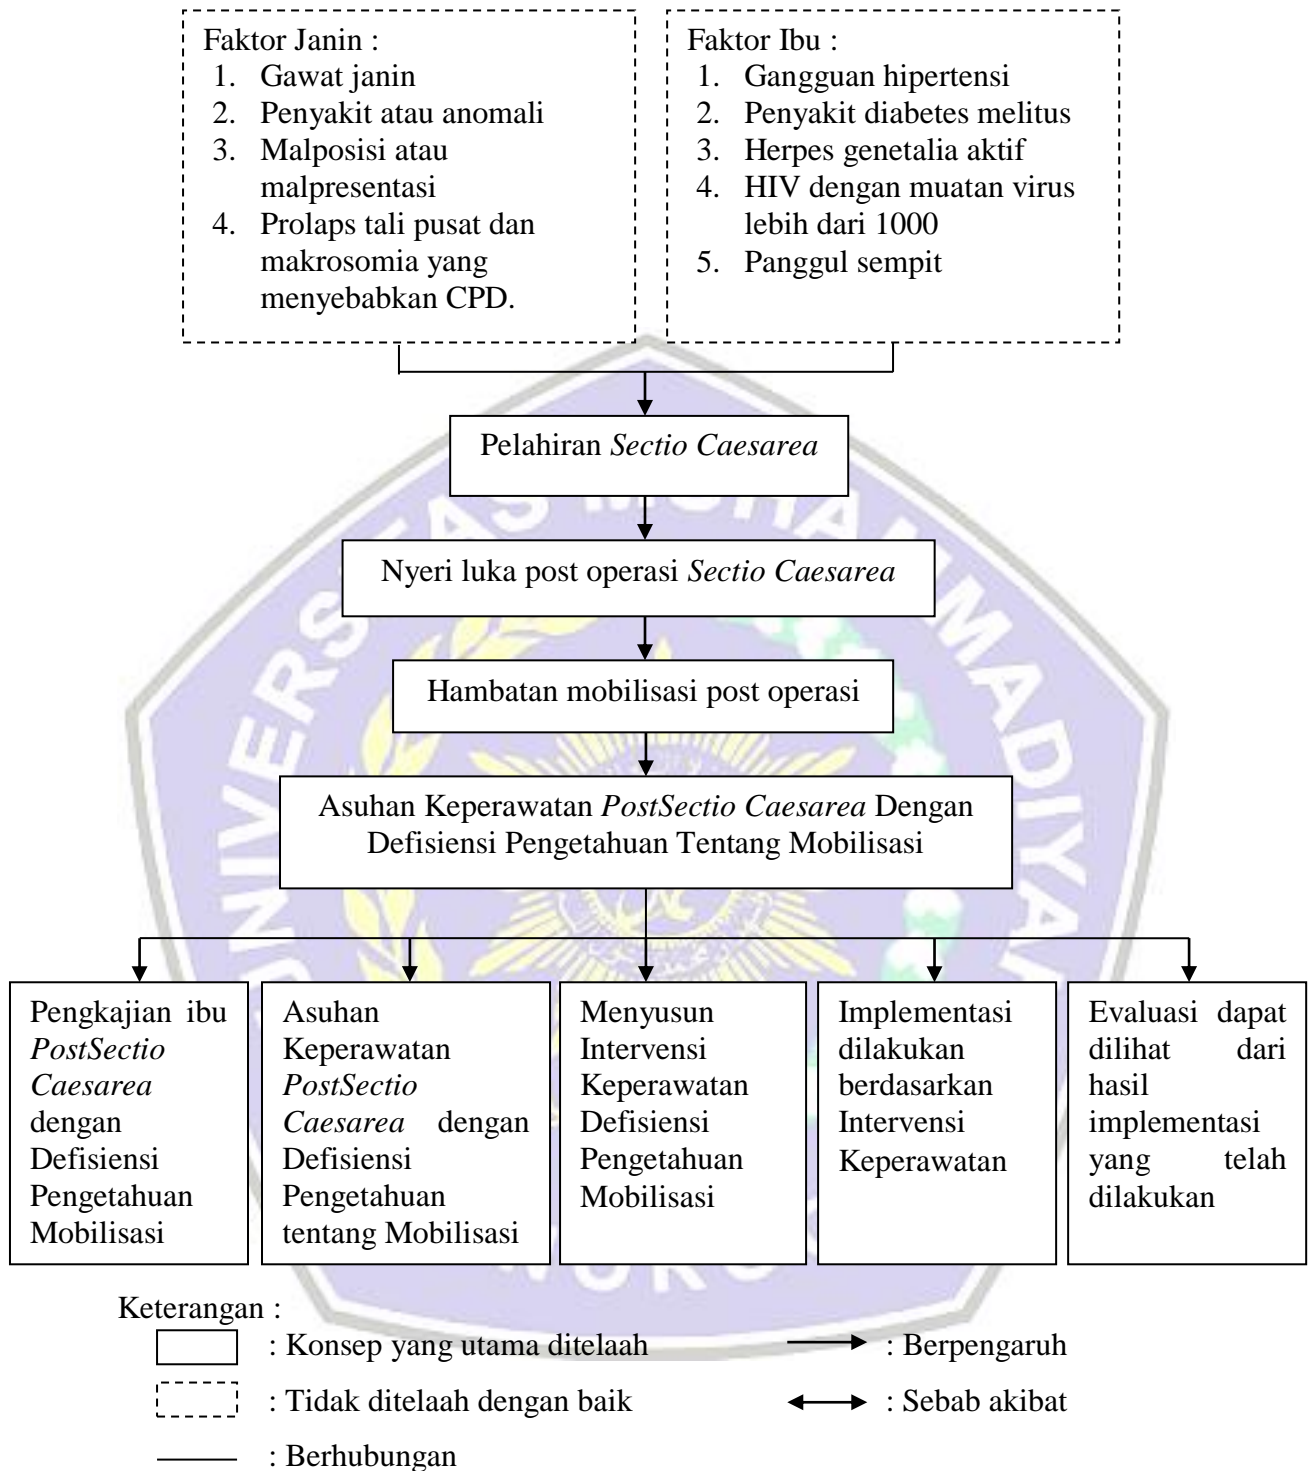 Faktor Janin :
1. Gawat janin
2. Penyakit atau anomali
3. Malposisi atau
malpresentasi
4. Prolaps tali pusat dan
makrosomia yang
menyebabkan CPD.
Faktor Ibu :
1. Gangguan hipertensi
2. Penyakit diabetes melitus
3. Herpes genetalia aktif
4. HIV dengan muatan virus
lebih dari 1000
5. Panggul sempit
Pelahiran Sectio Caesarea
Nyeri luka post operasi Sectio Caesarea
Hambatan mobilisasi post operasi
Asuhan Keperawatan PostSectio Caesarea Dengan
Defisiensi Pengetahuan Tentang Mobilisasi
Pengkajian ibu
PostSectio
Caesarea
dengan
Defisiensi
Pengetahuan
Mobilisasi
Asuhan
Keperawatan
PostSectio
Caesarea dengan
Defisiensi
Pengetahuan
tentang Mobilisasi
Menyusun
Intervensi
Keperawatan
Defisiensi
Pengetahuan
Mobilisasi
Implementasi
dilakukan
berdasarkan
Intervensi
Keperawatan
Evaluasi dapat
dilihat dari
hasil
implementasi
yang telah
dilakukan
Keterangan :
: Konsep yang utama ditelaah
: Berpengaruh
: Tidak ditelaah dengan baik
: Sebab akibat
: Berhubungan
UNIVERSITAS MUHAMMADIYAH